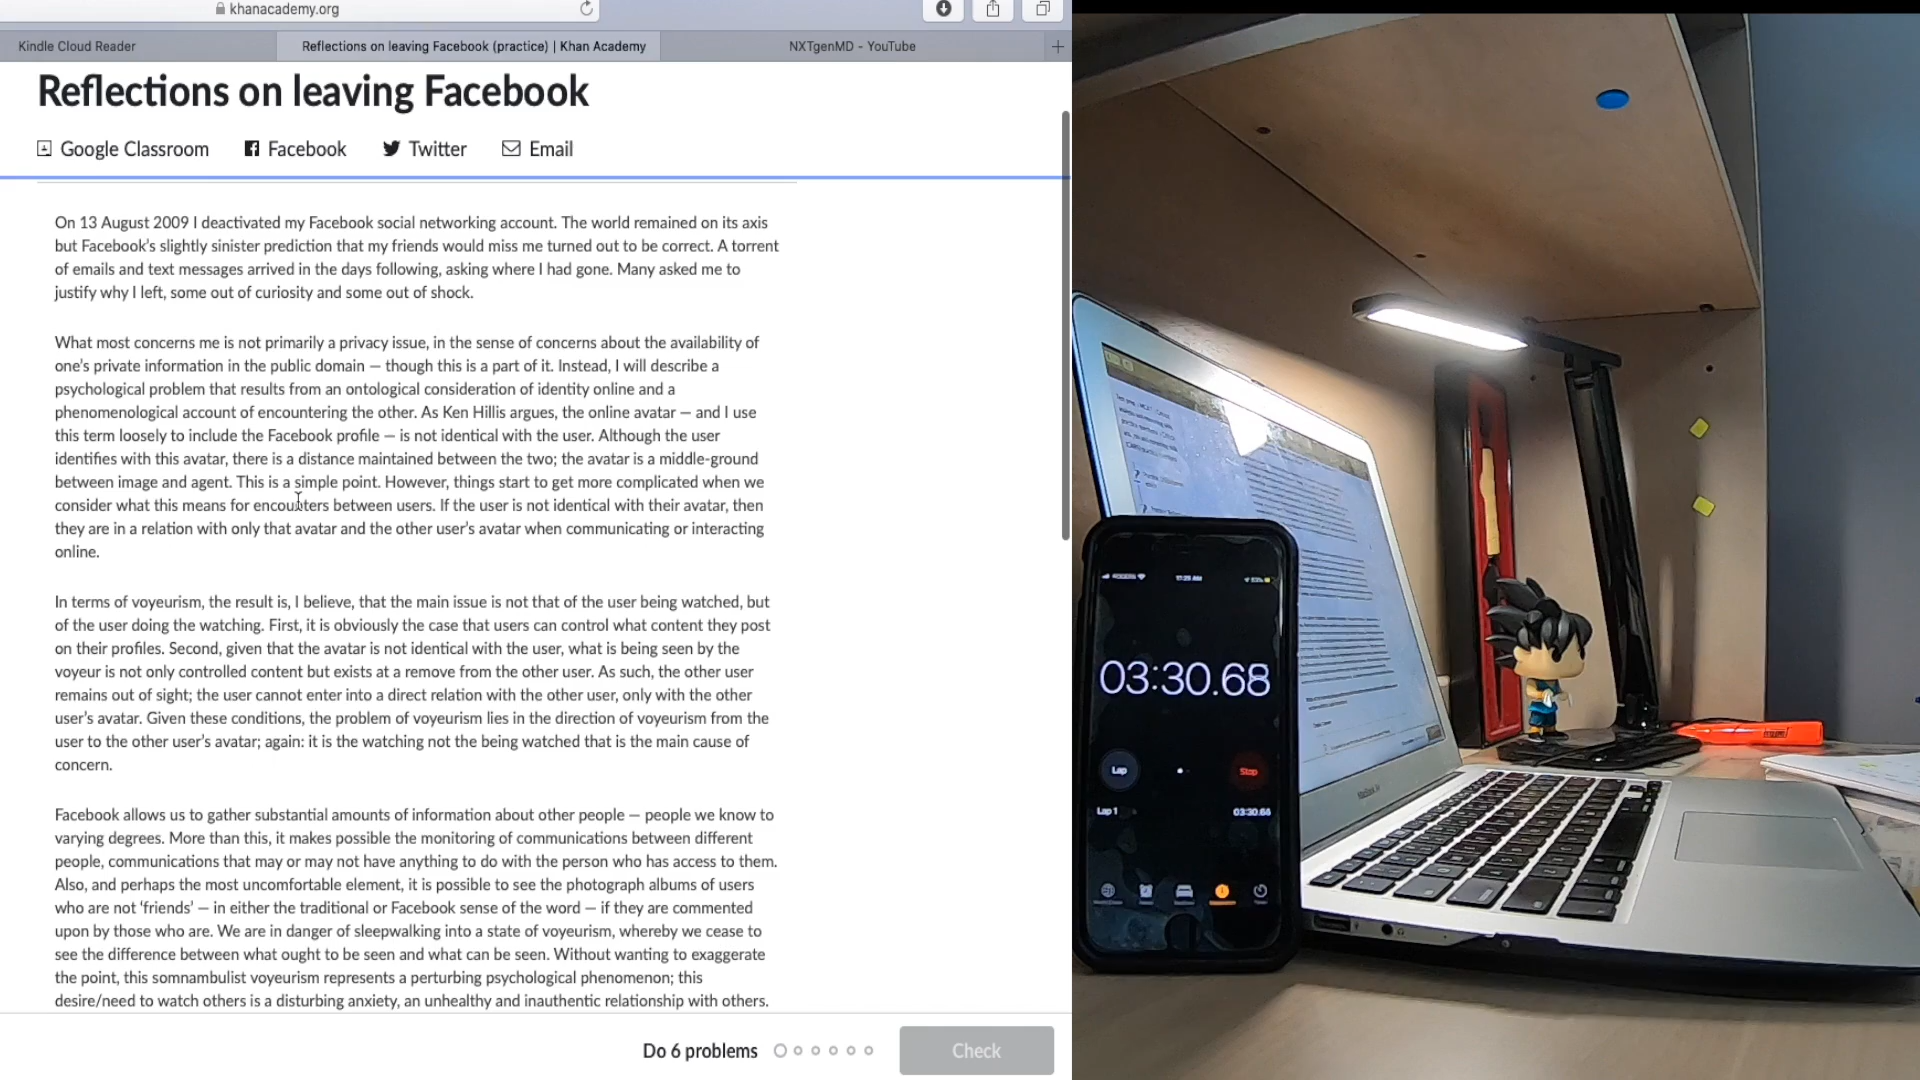 khanacademy.org
Kindle Cloud Reader
Reflections on leaving Facebook (practice) | Khan Academy
NXTgenMD - YouTube
Reflections on leaving Facebook
Google Classroom
Facebook
Twitter
Email
On 13 August 2009 I deactivated my Facebook social networking account. The world remained on its axis
but Facebook's slightly sinister prediction that my friends would miss me turned out to be correct. A torrent
of emails and text messages arrived in the days following, asking where I had gone. Many asked me to
justify why I left, some out of curiosity and some out of shock.
What most concerns me is not primarily a privacy issue, in the sense of concerns about the availability of
one's private information in the public domain — though this is a part of it. Instead, I will describe a
psychological problem that results from an ontological consideration of identity online and a
phenomenological account of encountering the other. As Ken Hillis argues, the online avatar — and I use
this term loosely to include the Facebook profile — is not identical with the user. Although the user
identifies with this avatar, there is a distance maintained between the two; the avatar is a middle-ground
between image and agent. This is a simple point. However, things start to get more complicated when we
consider what this means for encounters between users. If the user is not identical with their avatar, then
they are in a relation with only that avatar and the other user's avatar when communicating or interacting
online.
In terms of voyeurism, the result is, I believe, that the main issue is not that of the user being watched, but
of the user doing the watching. First, it is obviously the case that users can control what content they post
on their profiles. Second, given that the avatar is not identical with the user, what is being seen by the
voyeur is not only controlled content but exists at a remove from the other user. As such, the other user
remains out of sight; the user cannot enter into a direct relation with the other user, only with the other
user's avatar. Given these conditions, the problem of voyeurism lies in the direction of voyeurism from the
user to the other user's avatar; again: it is the watching not the being watched that is the main cause of
concern.
Facebook allows us to gather substantial amounts of information about other people — people we know to
varying degrees. More than this, it makes possible the monitoring of communications between different
people, communications that may or may not have anything to do with the person who has access to them.
Also, and perhaps the most uncomfortable element, it is possible to see the photograph albums of users
who are not 'friends' — in either the traditional or Facebook sense of the word — if they are commented
upon by those who are. We are in danger of sleepwalking into a state of voyeurism, whereby we cease to
see the difference between what ought to be seen and what can be seen. Without wanting to exaggerate
the point, this somnambulist voyeurism represents a perturbing psychological phenomenon; this
desire/need to watch others is a disturbing anxiety, an unhealthy and inauthentic relationship with others.
Do 6 problems
Check
03:30.68
Lap
Stop
Lap 1
03:30.66